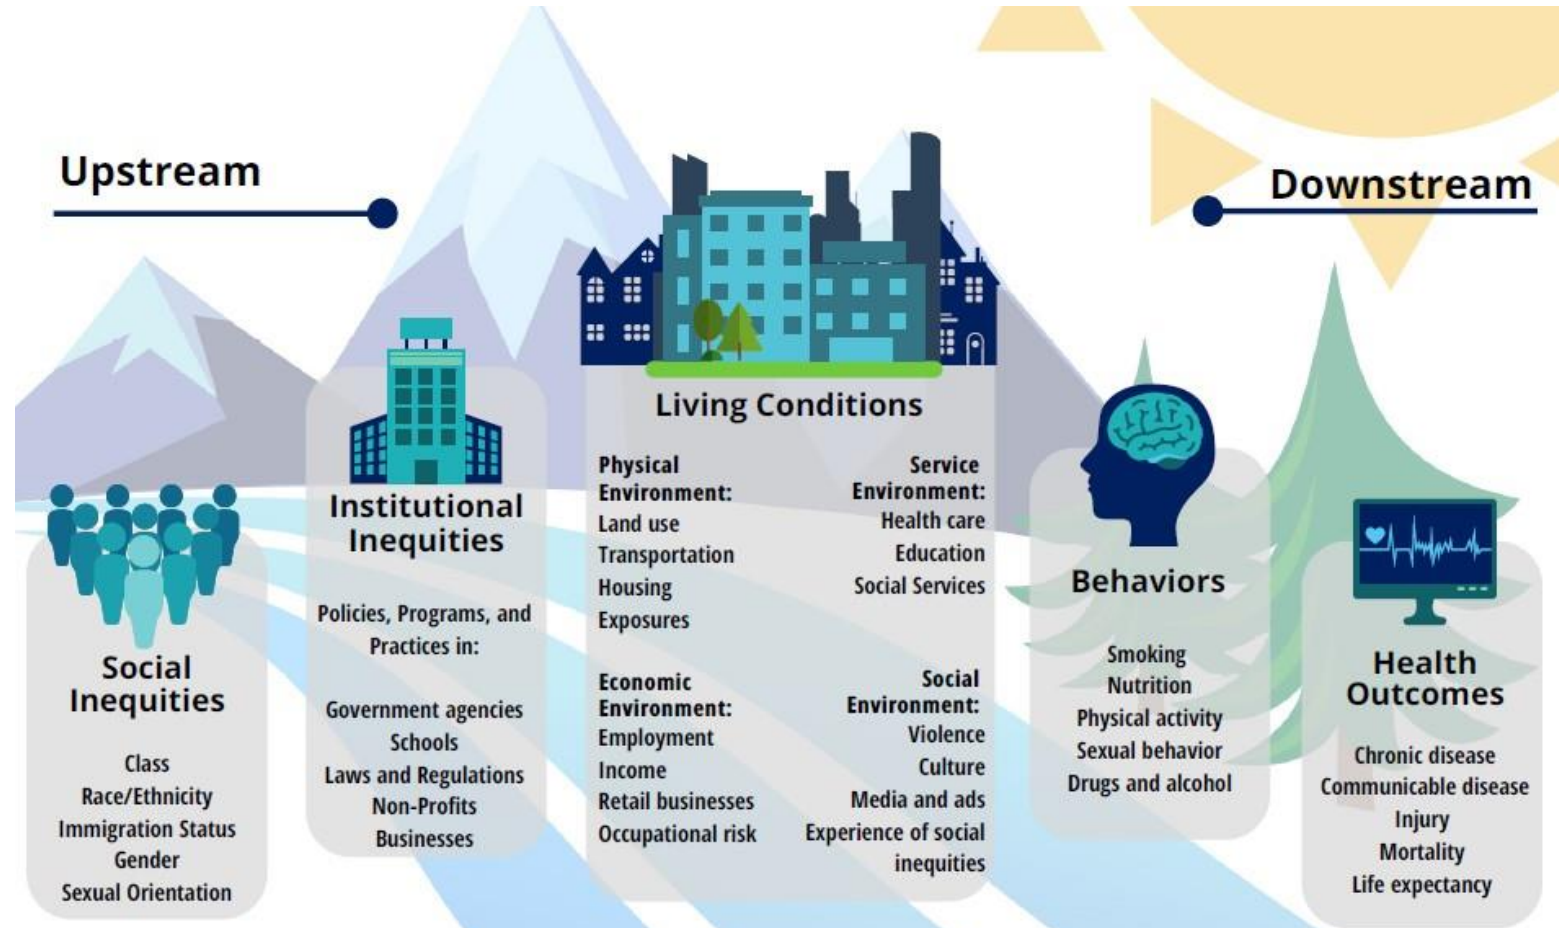 Upstream
Downstream
Social
Inequities
Class
Race/Ethnicity
Immigration Status
Gender
Sexual Orientation
Institutional
Inequities
Policies, Programs, and
Practices in:
Government agencies
Schools
Laws and Regulations
Non-Profits
Businesses
Living Conditions
Physical
Environment:
Land use
Transportation
Housing
Exposures
Service
Environment:
Health care
Education
Social Services
Economic
Environment:
Employment
Income
Retail businesses
Occupational risk
Social
Environment:
Violence
Culture
Media and ads
Experience of social
inequities
Behaviors
Smoking
Nutrition
Physical activity
Sexual behavior
Drugs and alcohol
Health
Outcomes
Chronic disease
Communicable disease
Injury
Mortality
Life expectancy